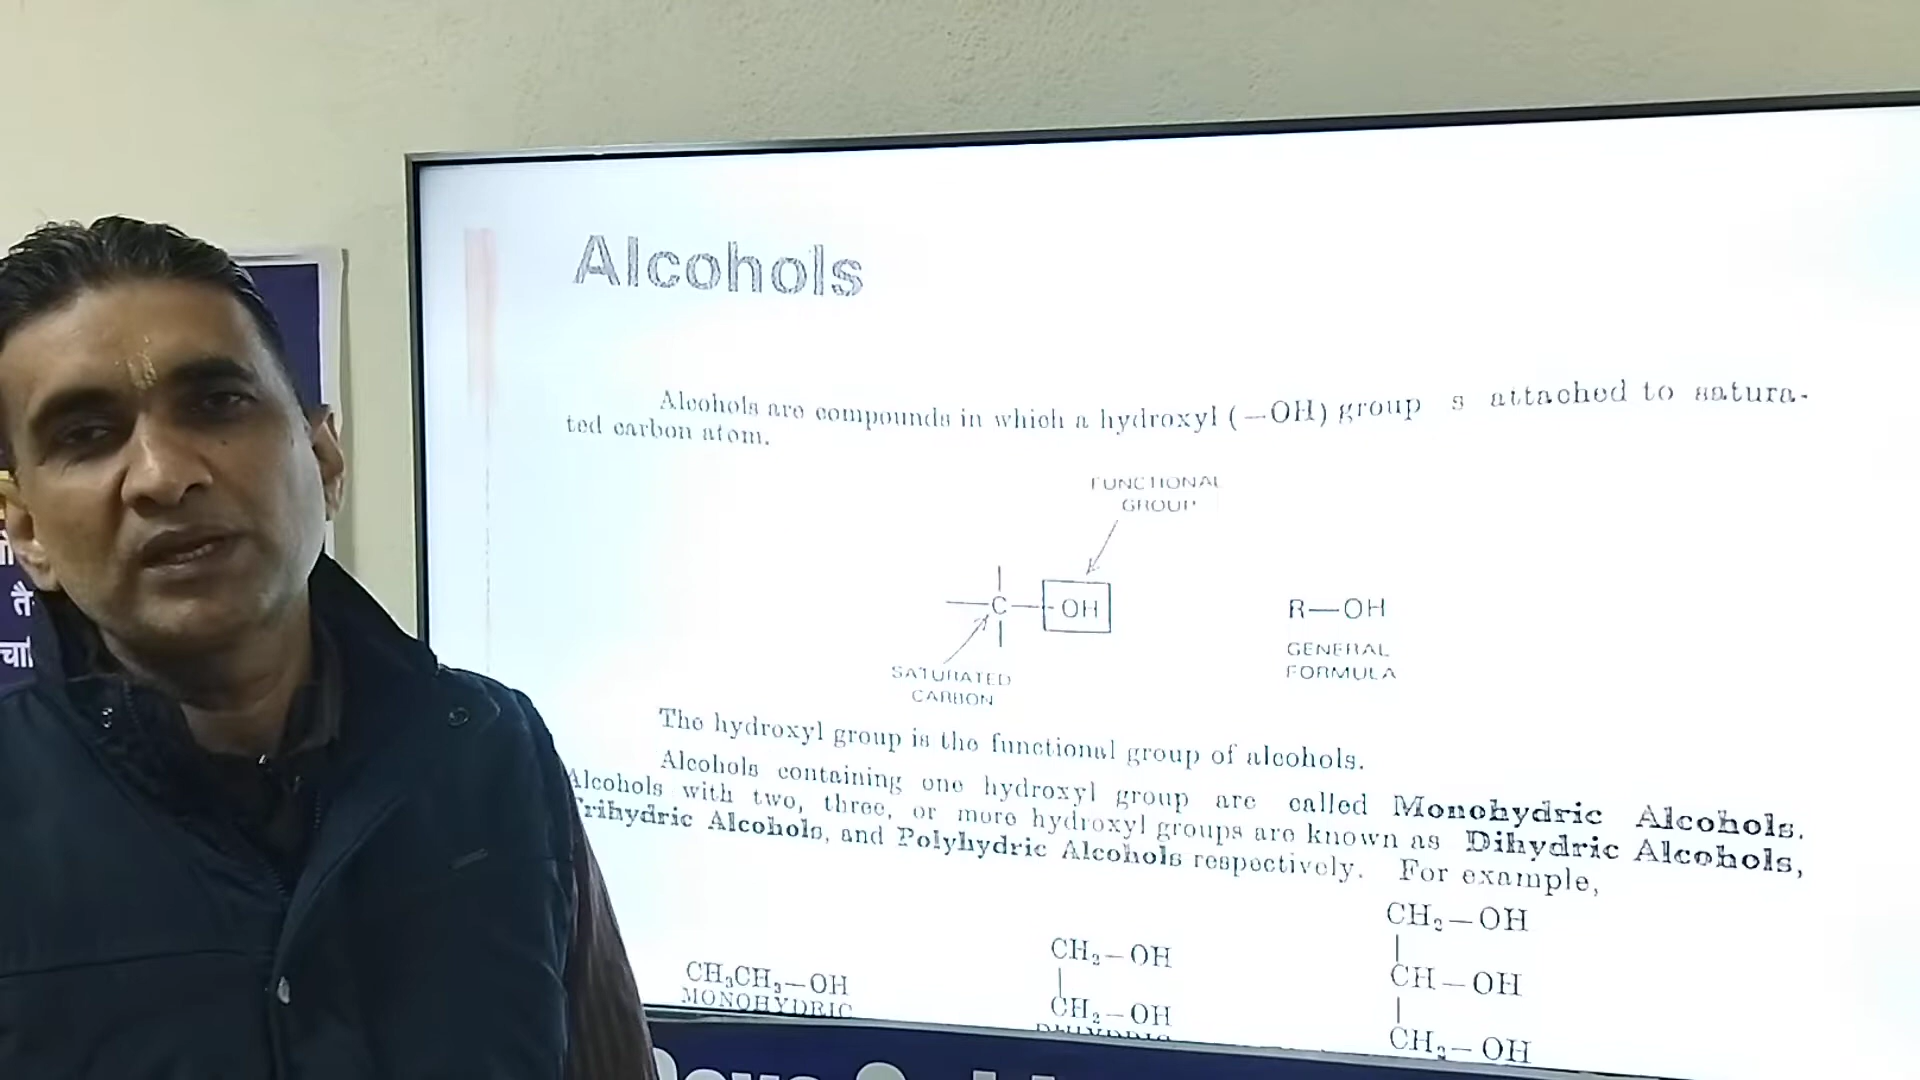 Alcohols
Alcohols are compounds in which a hydroxyl (—OH) group s attached to satura-
ted carbon atom.
FUNCTIONAL
GROUP
—C—OH
R—OH
SATURATED
CARBON
GENERAL
FORMULA
The hydroxyl group is the functional group of alcohols.
Alcohols containing one hydroxyl group are called Monohydric Alcohols.
Alcohols with two, three, or more hydroxyl groups are known as Dihydric Alcohols,
Trihydric Alcohols, and Polyhydric Alcohols respectively. For example,
CH₃CH₃—OH
MONOHYDRIC
CH₂—OH
|
CH₂—OH
DIHYDRIC
CH₂—OH
|
CH—OH
|
CH₂—OH